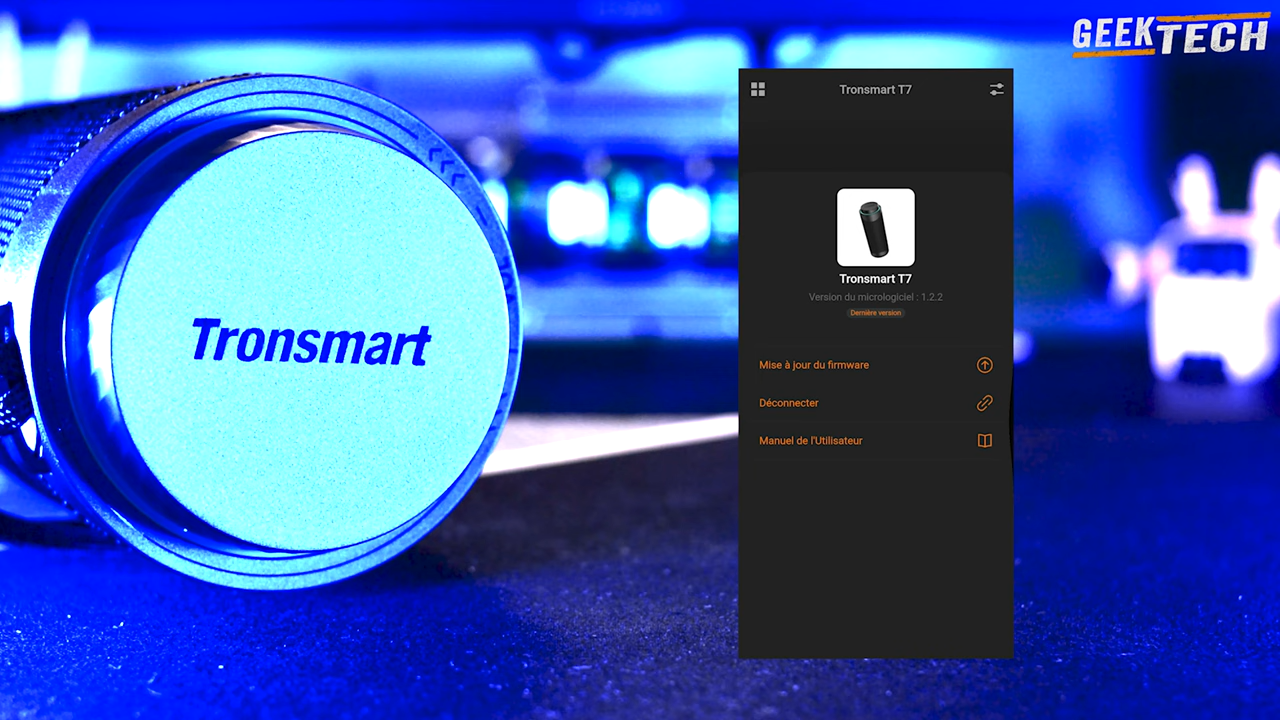 GEEKTECH
Tronsmart
Tronsmart T7
Tronsmart T7
Version du micrologiciel : 1.2.2
Dernière version
Mise à jour du firmware
Déconnecter
Manuel de l'Utilisateur